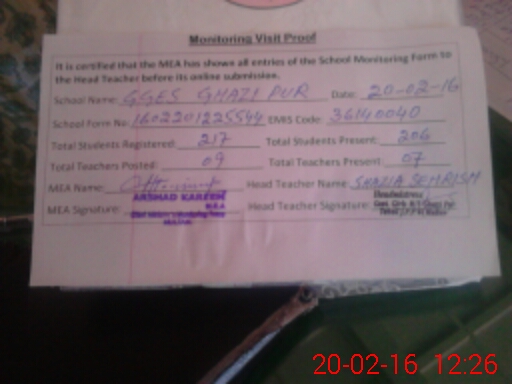 Monitoring Visit Proof
It is certified that the MEA has shown all entries of the School Monitoring Form to
the Head Teacher before its online submission.
School Name: GGES GHAZI PUR Date: 20-02-16
School Form No: 1602201225544 EMIS Code: 36140040
Total Students Registered: 217 Total Students Present: 206
Total Teachers Posted: 09 Total Teachers Present: 07
MEA Name: Head Teacher Name: SHAZIA SEHRISH
ARSHAD KAREEM
MEA Signature: M.E.A Head Teacher Signature: Headmistress
20-02-16 12:26